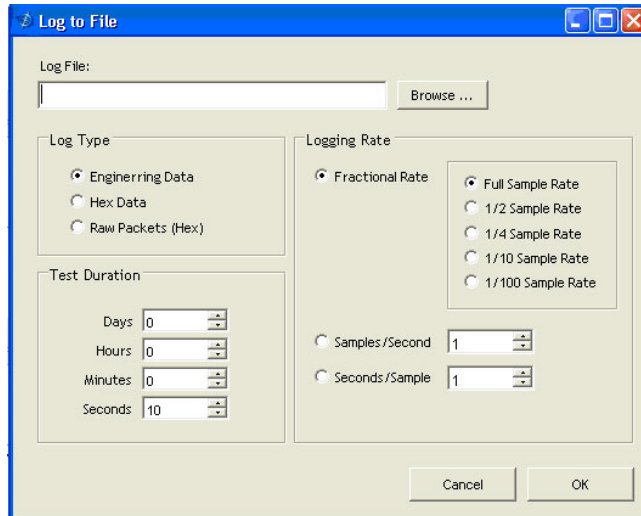 Log to File
Log File:
Browse ...
Log Type
Enginerring Data
Hex Data
Raw Packets (Hex)
Test Duration
Days 0
Hours 0
Minutes 0
Seconds 10
Logging Rate
Fractional Rate
Full Sample Rate
1/2 Sample Rate
1/4 Sample Rate
1/10 Sample Rate
1/100 Sample Rate
Samples/Second 1
Seconds/Sample 1
Cancel OK